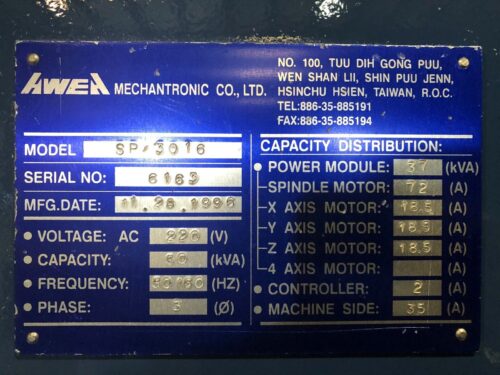 AWEA MECHANTRONIC CO., LTD.
NO. 100, TUU DIH GONG PUU,
WEN SHAN LII, SHIN PUU JENN,
HSINCHU HSIEN, TAIWAN, R.O.C.
TEL:886-35-885191
FAX:886-35-885194
MODEL SP-3016
SERIAL NO: 6163
MFG.DATE: 11.26.1996
VOLTAGE: AC 220 (V)
CAPACITY: 60 (kVA)
FREQUENCY: 50/60 (HZ)
PHASE: 3 (Ø)
CAPACITY DISTRIBUTION:
POWER MODULE: 37 (kVA)
SPINDLE MOTOR: 72 (A)
X AXIS MOTOR: 18.5 (A)
Y AXIS MOTOR: 18.5 (A)
Z AXIS MOTOR: 18.5 (A)
4 AXIS MOTOR: (A)
CONTROLLER: 2 (A)
MACHINE SIDE: 35 (A)